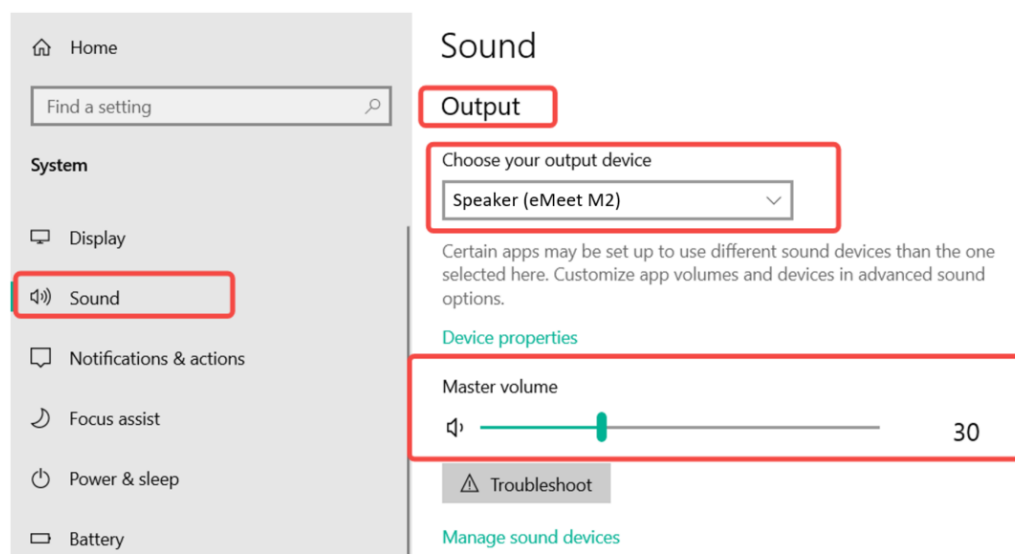 Home
Find a setting
System
Display
Sound
Notifications & actions
Focus assist
Power & sleep
Battery
Sound
Output
Choose your output device
Speaker (eMeet M2)
Certain apps may be set up to use different sound devices than the one
selected here. Customize app volumes and devices in advanced sound
options.
Device properties
Master volume
30
Troubleshoot
Manage sound devices